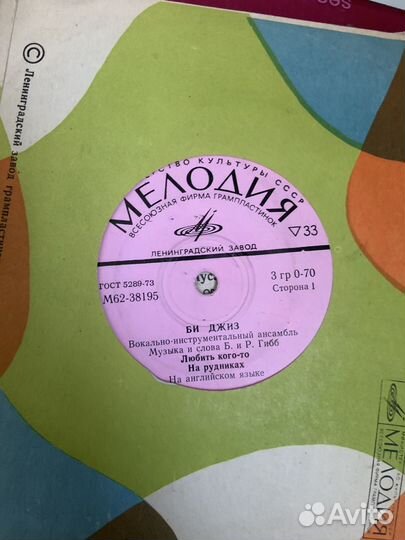 © Ленинградский завод грампластин
СТВО КУЛЬТУРЫ СССР
МЕЛОДИЯ
ВСЕСОЮЗНАЯ ФИРМА ГРАМПЛАСТИНОК
33
ЛЕНИНГРАДСКИЙ ЗАВОД
ГОСТ 5289-73
М62-38195
3 гр 0-70
Сторона 1
БИ ДЖИЗ
Вокально-инструментальный ансамбль
Музыка и слова Б. и Р. Гибб
Любить кого-то
На рудниках
На английском языке
МЕЛОДИЯ
Avito